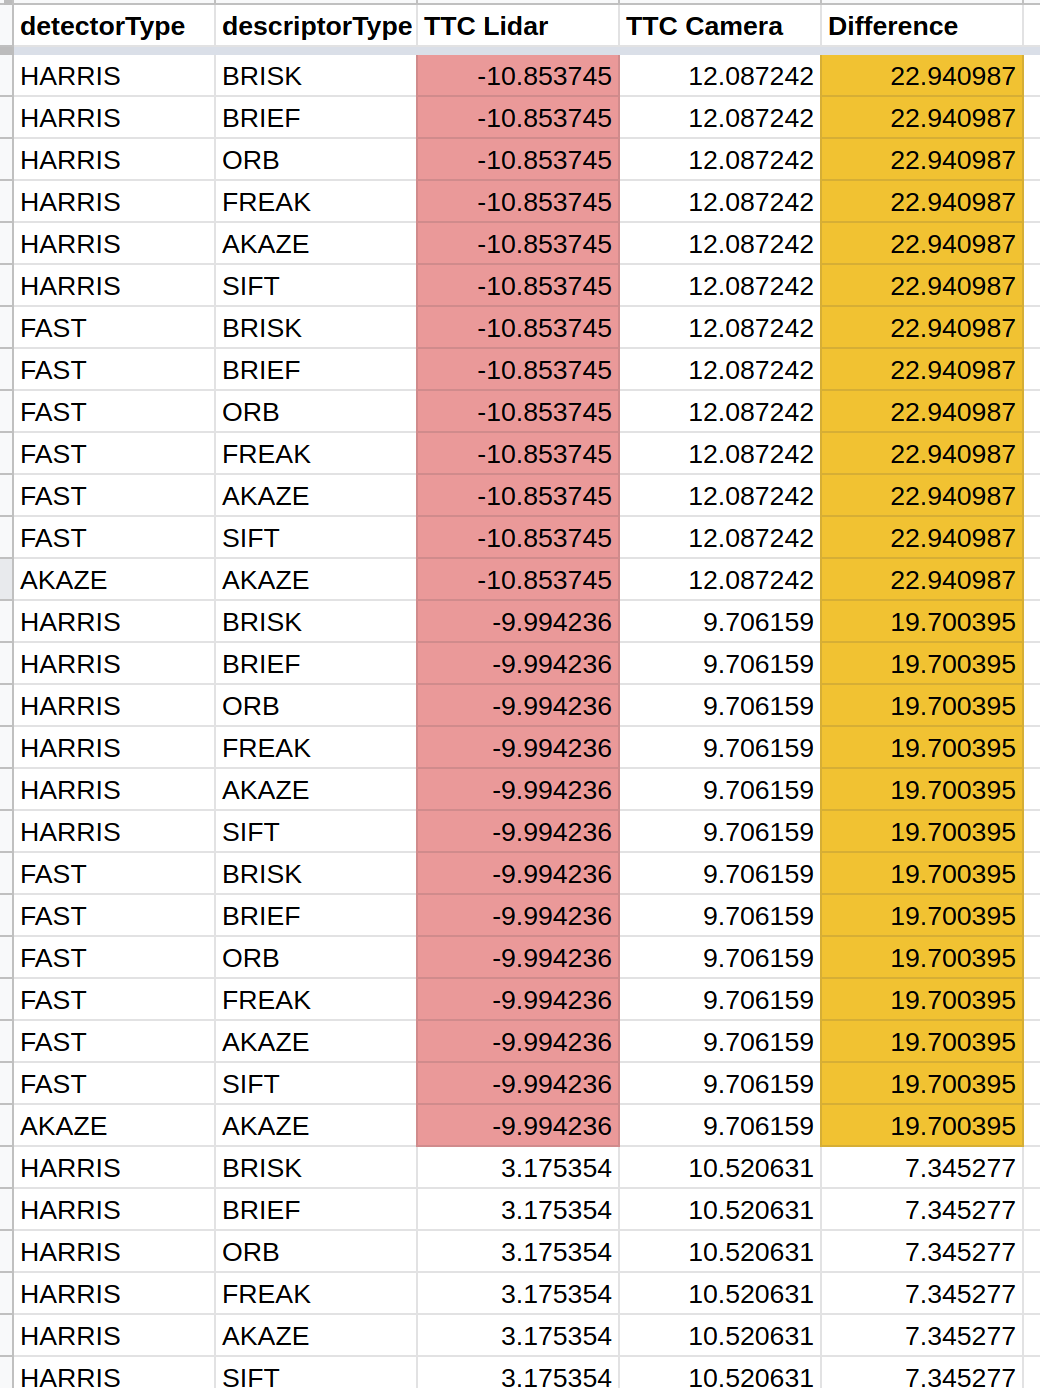 detectorType descriptorType TTC Lidar TTC Camera Difference
HARRIS BRISK -10.853745 12.087242 22.940987
HARRIS BRIEF -10.853745 12.087242 22.940987
HARRIS ORB -10.853745 12.087242 22.940987
HARRIS FREAK -10.853745 12.087242 22.940987
HARRIS AKAZE -10.853745 12.087242 22.940987
HARRIS SIFT -10.853745 12.087242 22.940987
FAST BRISK -10.853745 12.087242 22.940987
FAST BRIEF -10.853745 12.087242 22.940987
FAST ORB -10.853745 12.087242 22.940987
FAST FREAK -10.853745 12.087242 22.940987
FAST AKAZE -10.853745 12.087242 22.940987
FAST SIFT -10.853745 12.087242 22.940987
AKAZE AKAZE -10.853745 12.087242 22.940987
HARRIS BRISK -9.994236 9.706159 19.700395
HARRIS BRIEF -9.994236 9.706159 19.700395
HARRIS ORB -9.994236 9.706159 19.700395
HARRIS FREAK -9.994236 9.706159 19.700395
HARRIS AKAZE -9.994236 9.706159 19.700395
HARRIS SIFT -9.994236 9.706159 19.700395
FAST BRISK -9.994236 9.706159 19.700395
FAST BRIEF -9.994236 9.706159 19.700395
FAST ORB -9.994236 9.706159 19.700395
FAST FREAK -9.994236 9.706159 19.700395
FAST AKAZE -9.994236 9.706159 19.700395
FAST SIFT -9.994236 9.706159 19.700395
AKAZE AKAZE -9.994236 9.706159 19.700395
HARRIS BRISK 3.175354 10.520631 7.345277
HARRIS BRIEF 3.175354 10.520631 7.345277
HARRIS ORB 3.175354 10.520631 7.345277
HARRIS FREAK 3.175354 10.520631 7.345277
HARRIS AKAZE 3.175354 10.520631 7.345277
HARRIS SIFT 3.175354 10.520631 7.345277